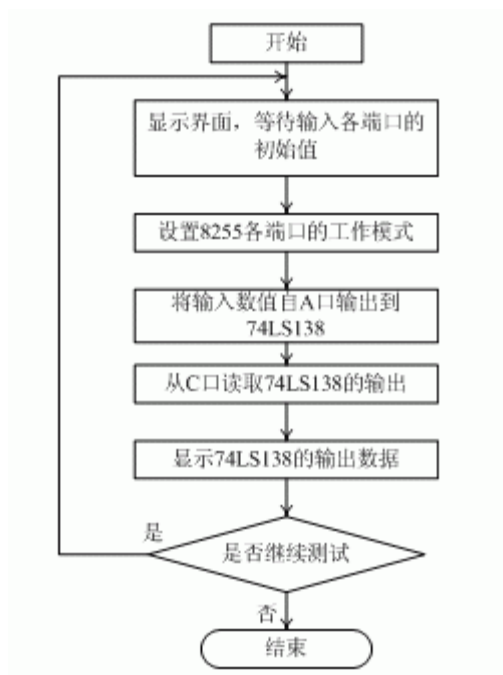 开始
显示界面，等待输入各端口的
初始值
设置8255各端口的工作模式
将输入数值自A口输出到
74LS138
从C口读取74LS138的输出
显示74LS138的输出数据
是
是否继续测试
否
结束